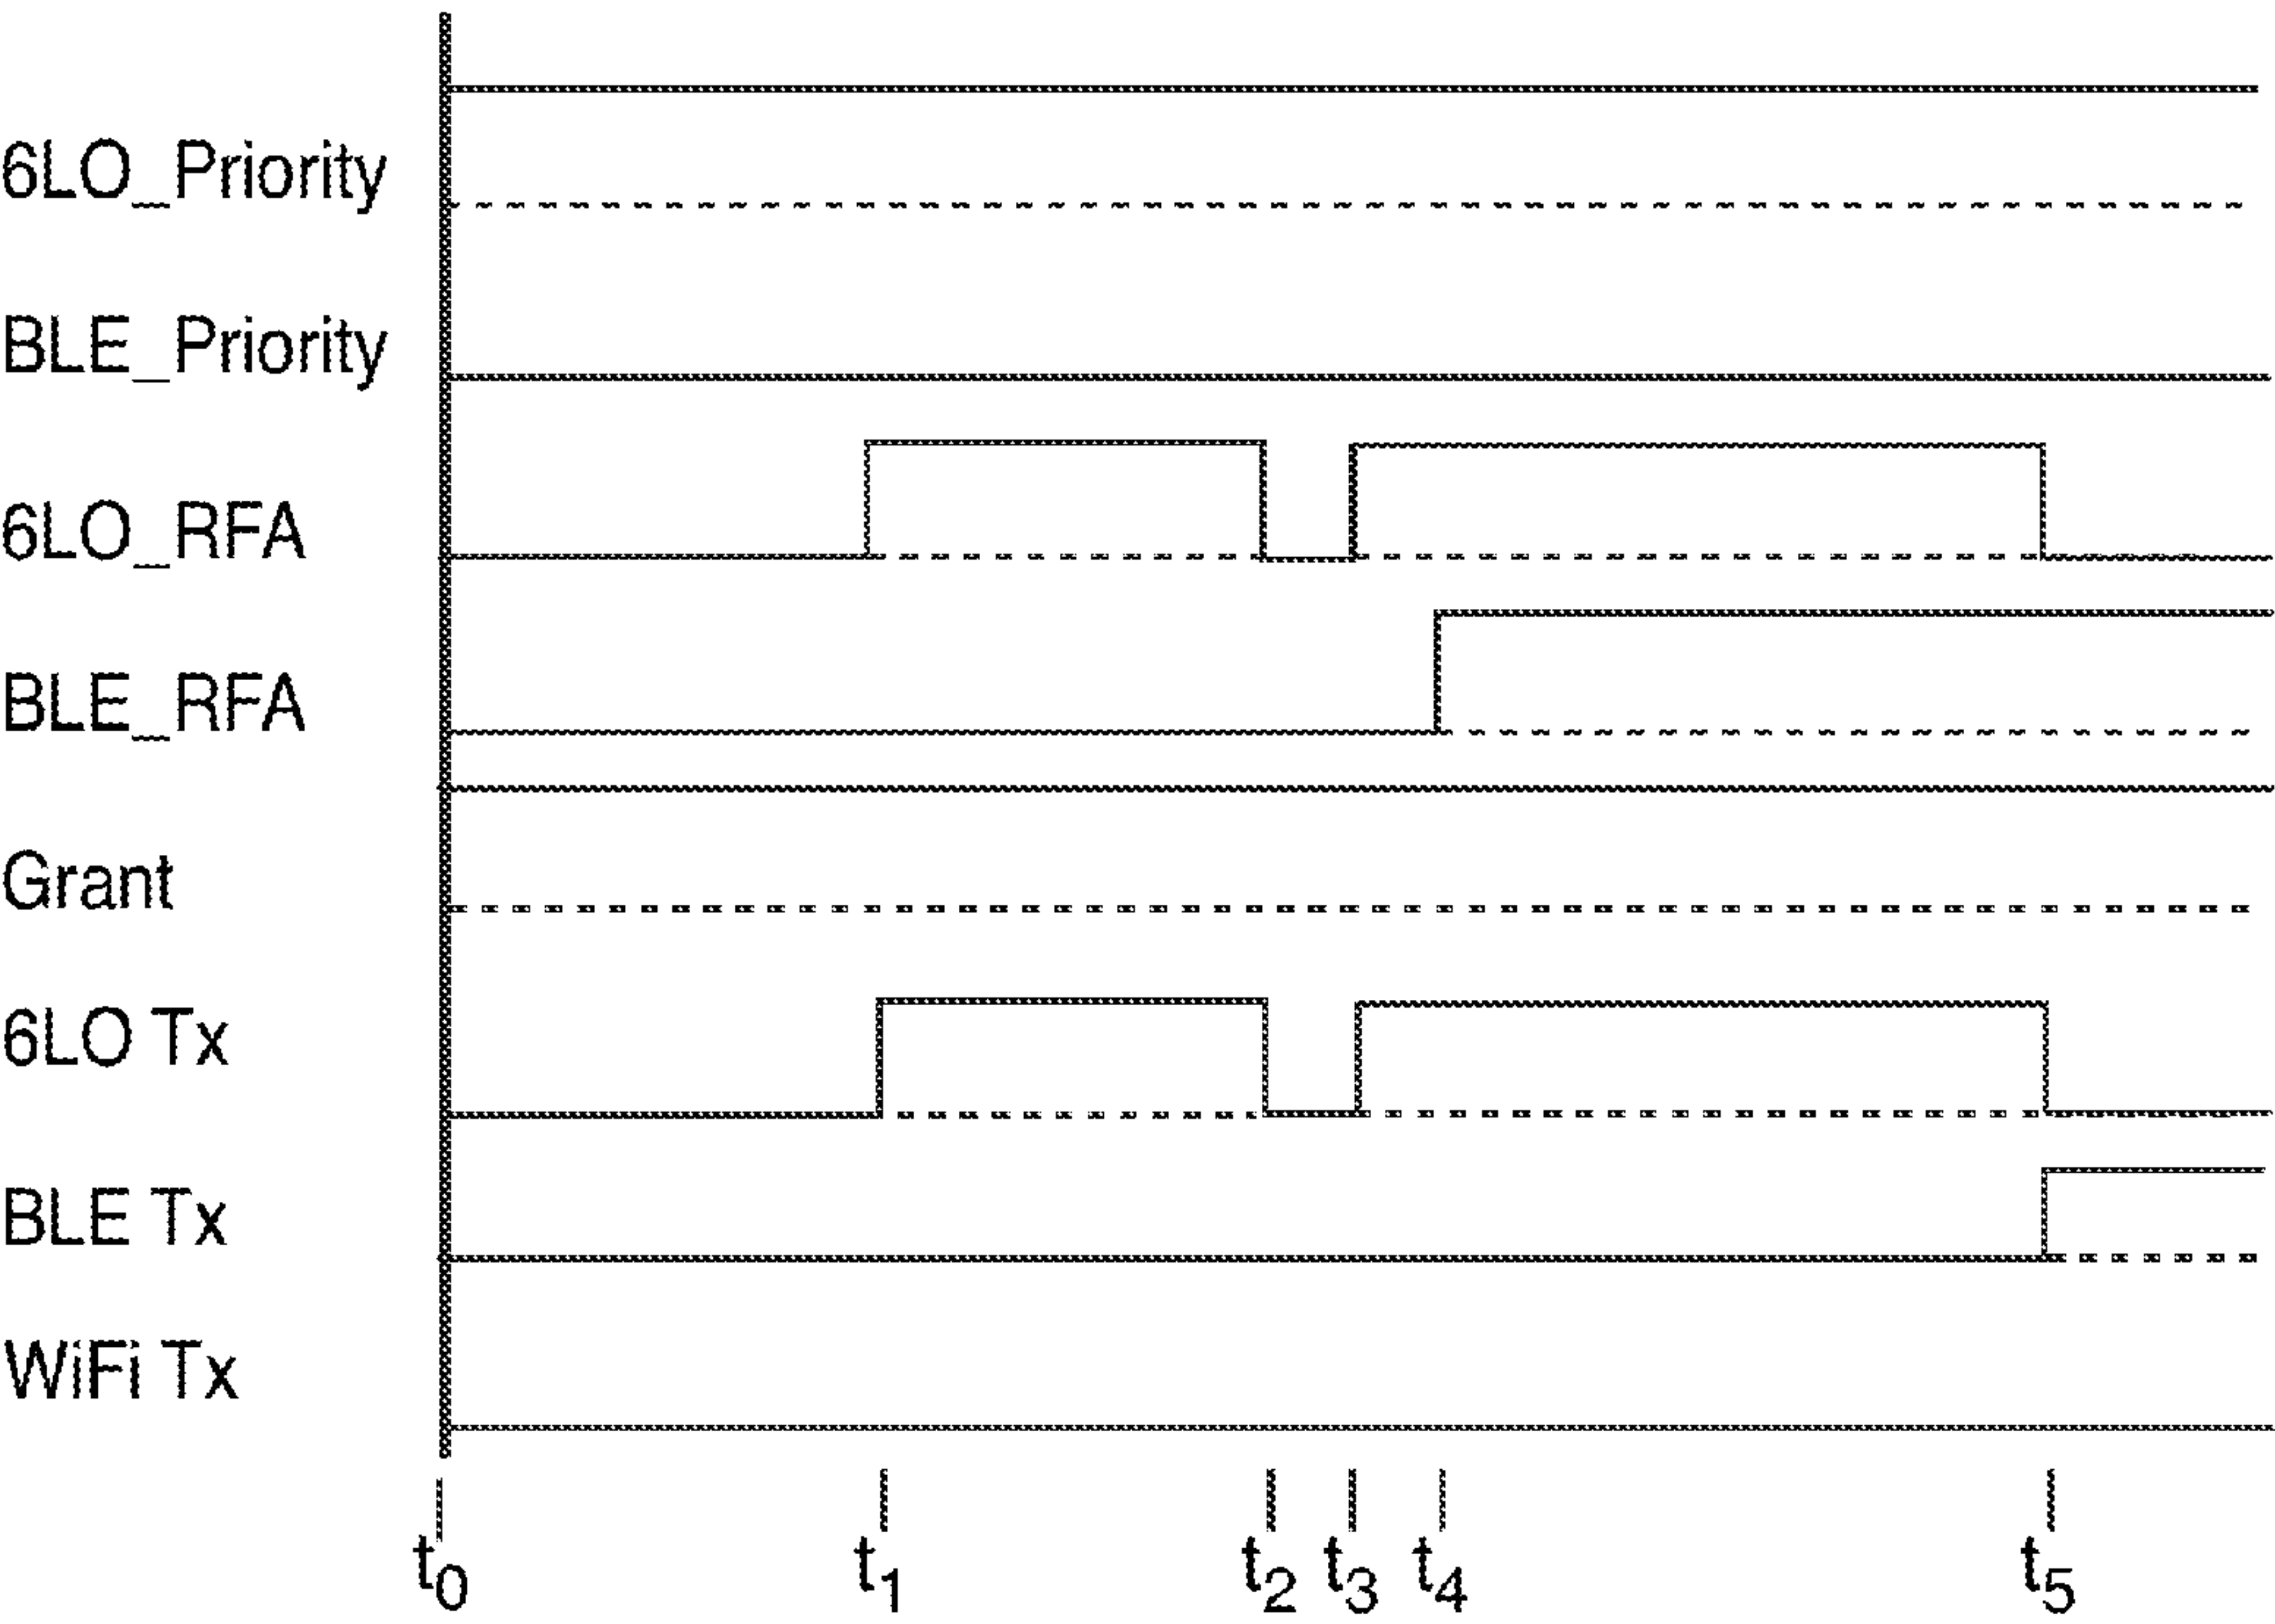 6LO_Priority
BLE_Priority
6LO_RFA
BLE_RFA
Grant
6LO Tx
BLE Tx
WiFi Tx
t0 t1 t2 t3 t4 t5